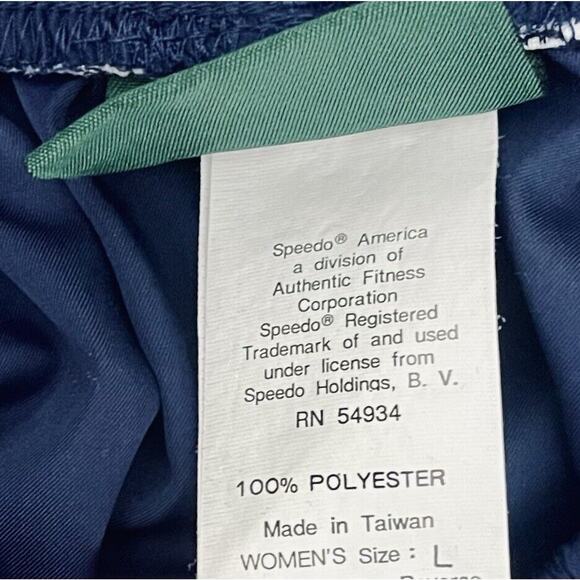 Speedo® America
a division of
Authentic Fitness
Corporation
Speedo® Registered
Trademark of and used
under license from
Speedo Holdings, B. V.
RN 54934
100% POLYESTER
Made in Taiwan
WOMEN'S Size : L